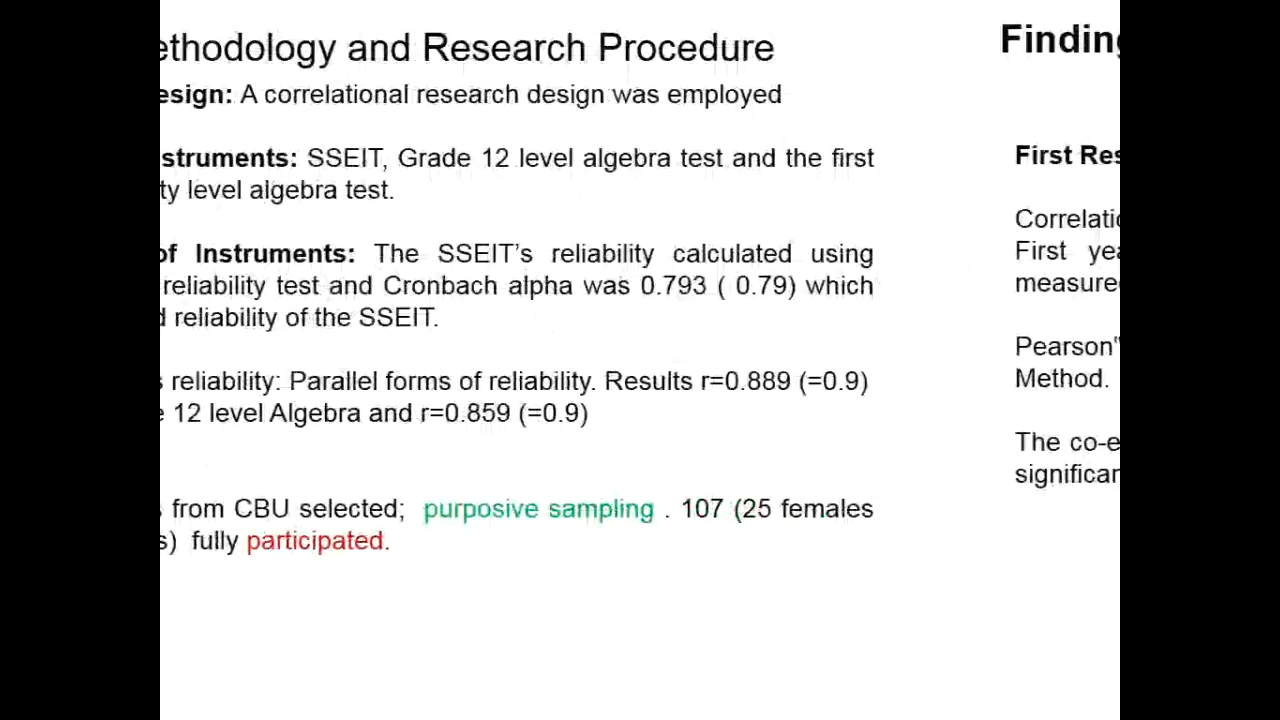 ethodology and Research Procedure
esign: A correlational research design was employed
struments: SSEIT, Grade 12 level algebra test and the first
ty level algebra test.
of Instruments: The SSEIT's reliability calculated using
reliability test and Cronbach alpha was 0.793 ( 0.79) which
d reliability of the SSEIT.
s reliability: Parallel forms of reliability. Results r=0.889 (=0.9)
e 12 level Algebra and r=0.859 (=0.9)
s from CBU selected; purposive sampling . 107 (25 females
s) fully participated.
Finding
First Res
Correlatic
First yea
measured
Pearson"
Method.
The co-e
significan